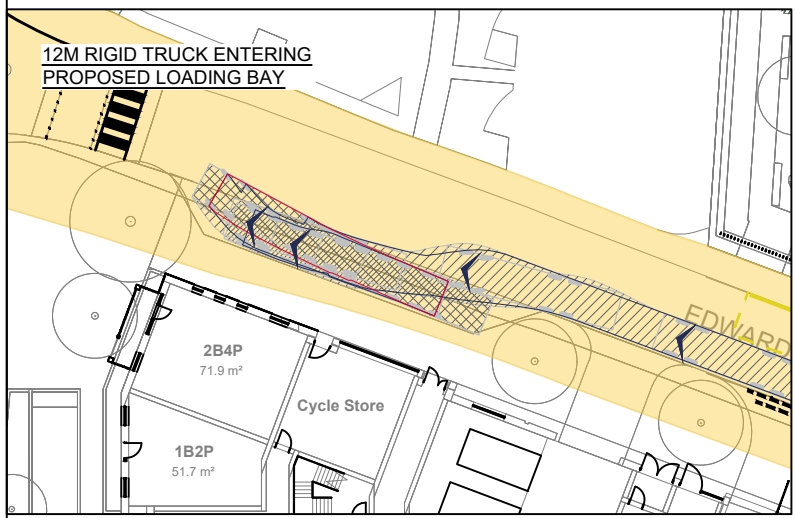 12M RIGID TRUCK ENTERING
PROPOSED LOADING BAY
EDWARD
2B4P
71.9 m²
Cycle Store
1B2P
51.7 m²